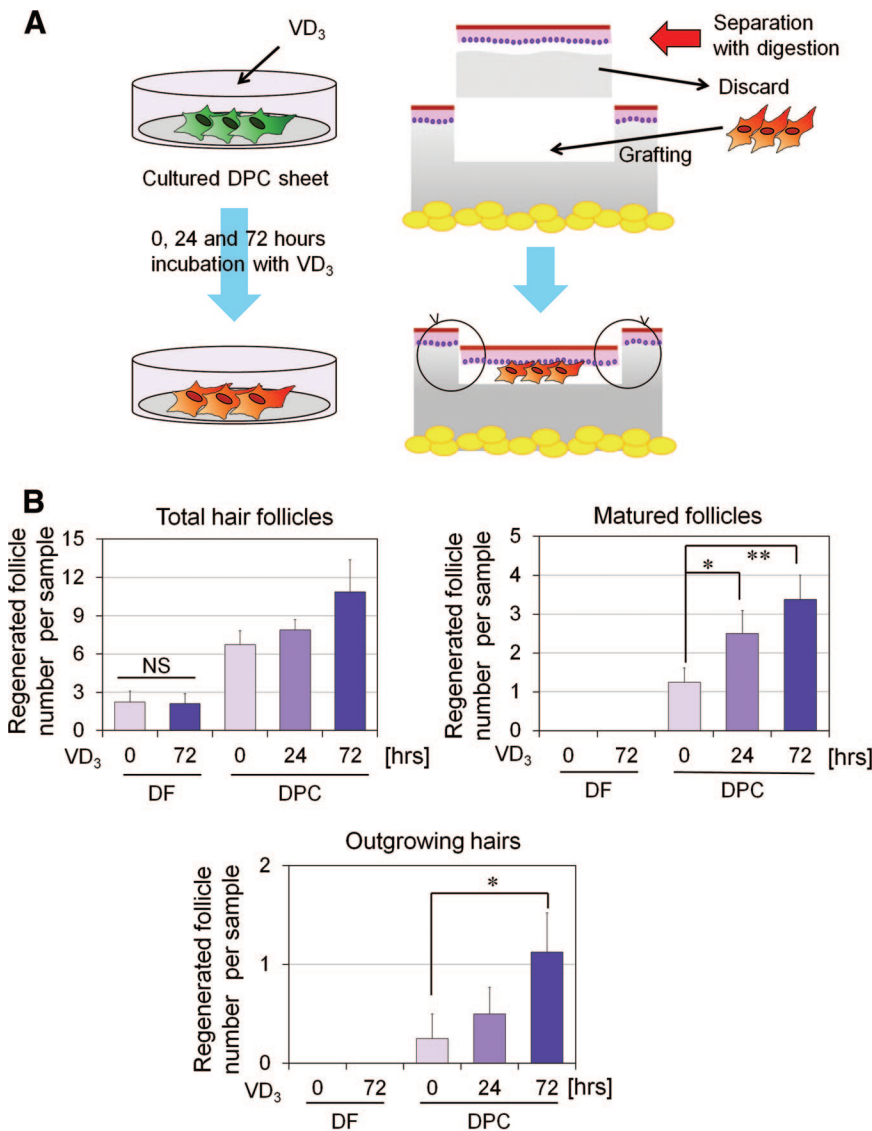 A
VD₃
Cultured DPC sheet
0, 24 and 72 hours
incubation with VD₃
Separation
with digestion
Discard
Grafting
B
Total hair follicles
Regenerated follicle
number per sample
15
12
9
6
3
0
NS
VD₃ 0 72 0 24 72 [hrs]
DF DPC
Matured follicles
Regenerated follicle
number per sample
5
4
3
2
1
0
*
**
VD₃ 0 72 0 24 72 [hrs]
DF DPC
Outgrowing hairs
Regenerated follicle
number per sample
2
1
0
*
VD₃ 0 72 0 24 72 [hrs]
DF DPC